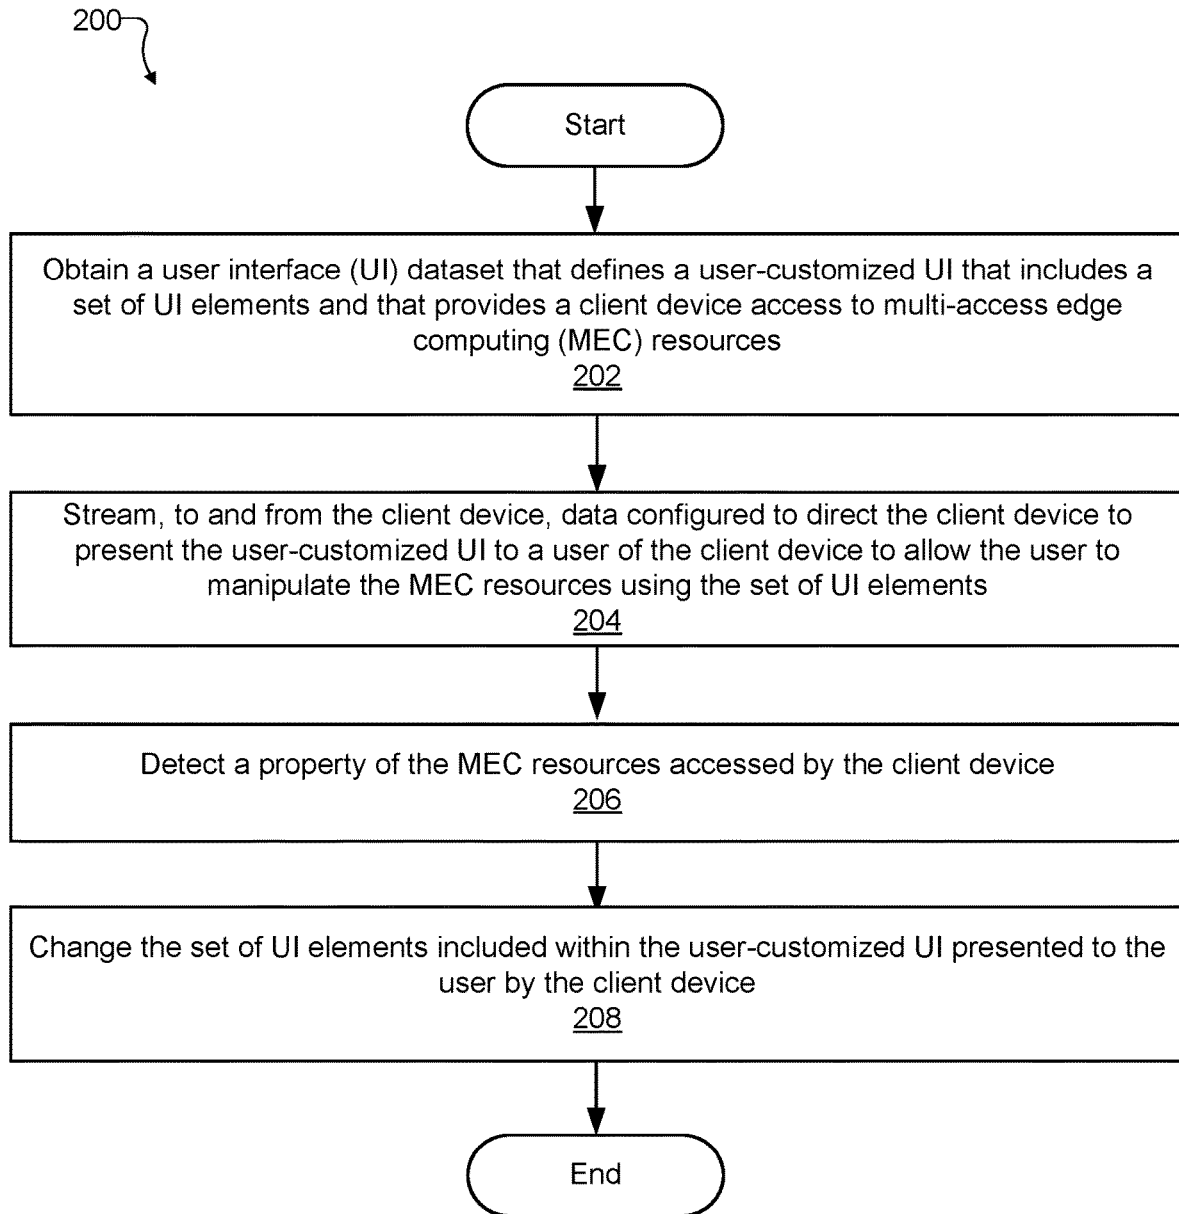 200
Start
Obtain a user interface (UI) dataset that defines a user-customized UI that includes a
set of UI elements and that provides a client device access to multi-access edge
computing (MEC) resources
202
Stream, to and from the client device, data configured to direct the client device to
present the user-customized UI to a user of the client device to allow the user to
manipulate the MEC resources using the set of UI elements
204
Detect a property of the MEC resources accessed by the client device
206
Change the set of UI elements included within the user-customized UI presented to the
user by the client device
208
End